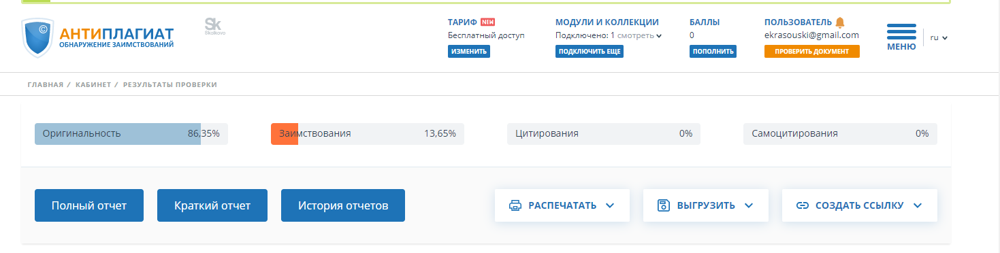 АНТИПЛАГИАТ
ОБНАРУЖЕНИЕ ЗАИМСТВОВАНИЙ
Sk
Skolkovo
ТАРИФ NEW
Бесплатный доступ
ИЗМЕНИТЬ
МОДУЛИ И КОЛЛЕКЦИИ
Подключено: 1 смотреть
ПОДКЛЮЧИТЬ ЕЩЕ
БАЛЛЫ
0
ПОПОЛНИТЬ
ПОЛЬЗОВАТЕЛЬ
ekrasouski@gmail.com
ПРОВЕРИТЬ ДОКУМЕНТ
МЕНЮ
ru
ГЛАВНАЯ / КАБИНЕТ / РЕЗУЛЬТАТЫ ПРОВЕРКИ
Оригинальность 86,35%
Заимствования 13,65%
Цитирования 0%
Самоцитирования 0%
Полный отчет
Краткий отчет
История отчетов
РАСПЕЧАТАТЬ
ВЫГРУЗИТЬ
СОЗДАТЬ ССЫЛКУ